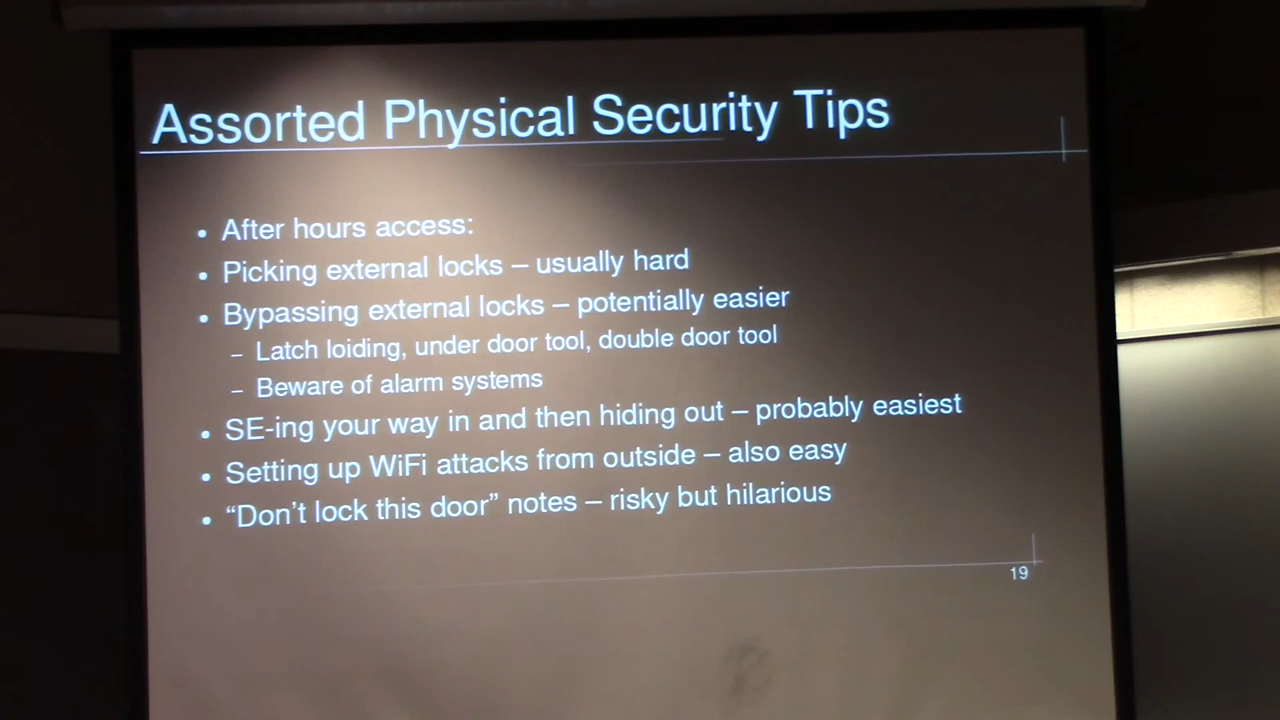 Assorted Physical Security Tips
• After hours access:
• Picking external locks – usually hard
• Bypassing external locks – potentially easier
– Latch loiding, under door tool, double door tool
– Beware of alarm systems
• SE-ing your way in and then hiding out – probably easiest
• Setting up WiFi attacks from outside – also easy
• “Don’t lock this door” notes – risky but hilarious
19